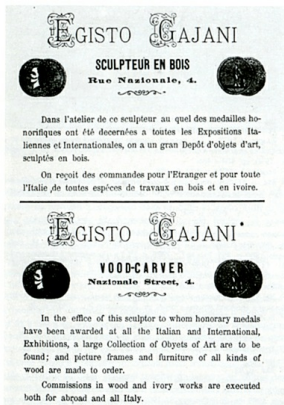 EGISTO GAJANI
SCULPTEUR EN BOIS
Rue Nazionale, 4.
Dans l'atelier de ce sculpteur au quel des medailles ho-
norifiques ont été decernées a toutes les Expositions Ita-
liennes et Internationales, on a un gran Depôt d'objets d'art,
sculptés en bois.
On reçoit des commandes pour l'Etranger et pour toute
l'Italie de toutes espèces de travaux en bois et en ivoire.
EGISTO GAJANI
VOOD-CARVER
Nazionale Street, 4.
In the effice of this sculptor to whom honorary medals
have been awarded at all the Italian and International,
Exhibitions, a large Collection of Obyets of Art are to be
found; and picture frames and furniture of all kinds of
wood are made to order.
Commissions in wood and ivory works are executed
both for abroad and all Italy.